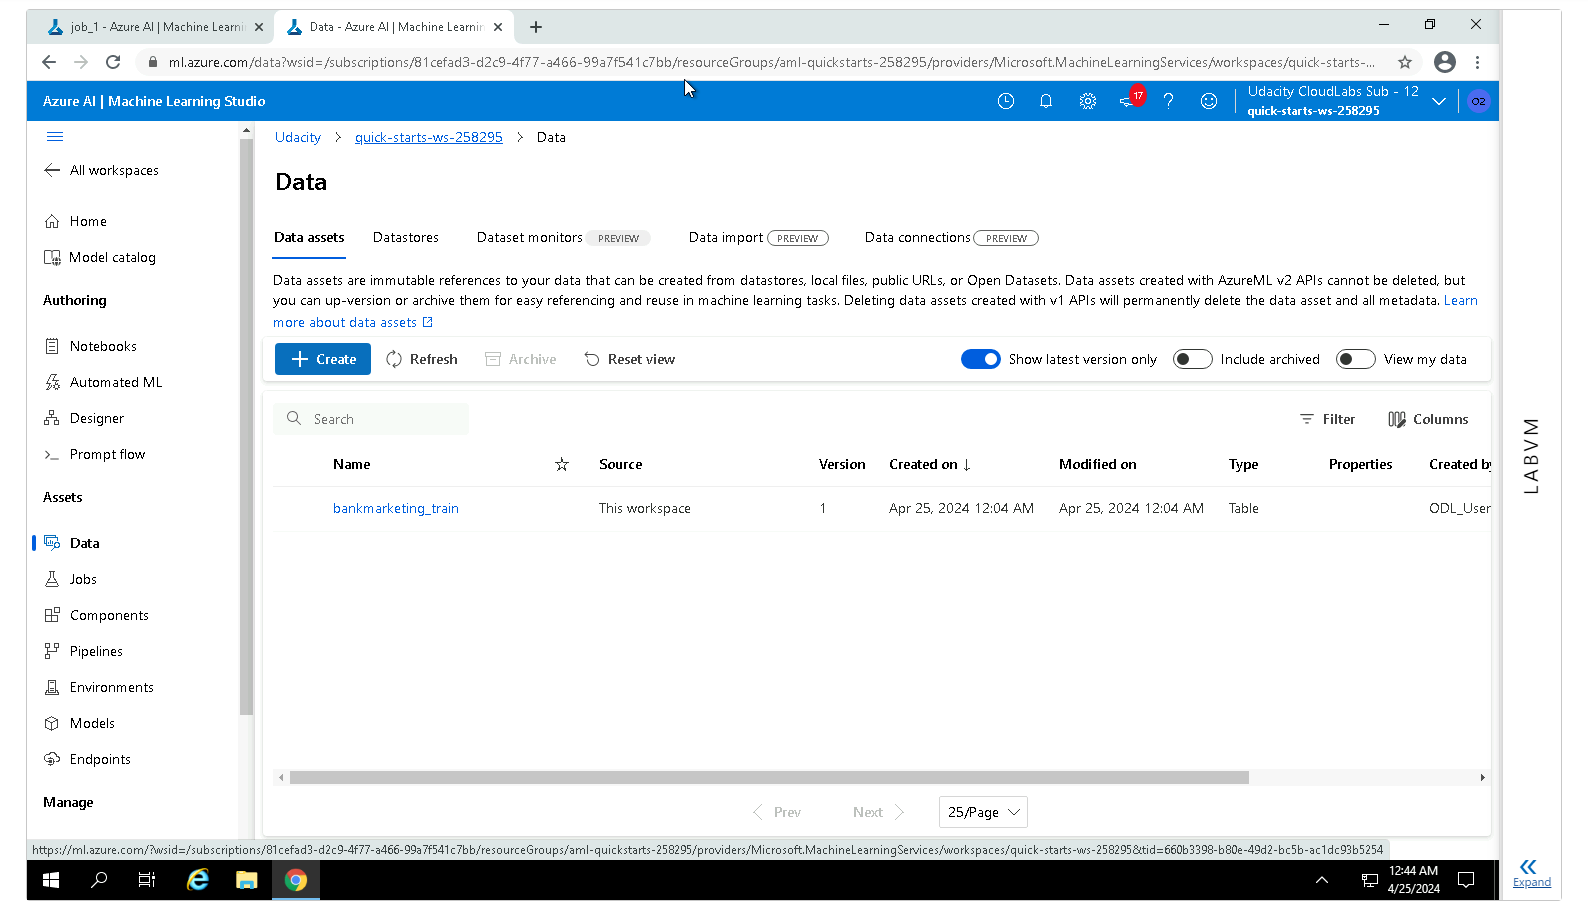 job_1 - Azure AI | Machine Learni
Data - Azure AI | Machine Learnin
ml.azure.com/data?wsid=/subscriptions/81cefad3-d2c9-4f77-a466-99a7f541c7bb/resourceGroups/aml-quickstarts-258295/providers/Microsoft.MachineLearningServices/workspaces/quick-starts-...
Azure AI | Machine Learning Studio
17
?
Udacity CloudLabs Sub - 12
quick-starts-ws-258295
O2
All workspaces
Home
Model catalog
Authoring
Notebooks
Automated ML
Designer
Prompt flow
Assets
Data
Jobs
Components
Pipelines
Environments
Models
Endpoints
Manage
Udacity > quick-starts-ws-258295 > Data
Data
Data assets Datastores Dataset monitors PREVIEW Data import PREVIEW Data connections PREVIEW
Data assets are immutable references to your data that can be created from datastores, local files, public URLs, or Open Datasets. Data assets created with AzureML v2 APIs cannot be deleted, but
you can up-version or archive them for easy referencing and reuse in machine learning tasks. Deleting data assets created with v1 APIs will permanently delete the data asset and all metadata. Learn
more about data assets
Create Refresh Archive Reset view Show latest version only Include archived View my data
Search Filter Columns
Name Source Version Created on ↓ Modified on Type Properties Created by
bankmarketing_train This workspace 1 Apr 25, 2024 12:04 AM Apr 25, 2024 12:04 AM Table ODL_User
Prev Next 25/Page
https://ml.azure.com/?wsid=/subscriptions/81cefad3-d2c9-4f77-a466-99a7f541c7bb/resourceGroups/aml-quickstarts-258295/providers/Microsoft.MachineLearningServices/workspaces/quick-starts-ws-258295&tid=660b3398-b80e-49d2-bc5b-ac1dc93b5254
12:44 AM
4/25/2024
LABVM
Expand